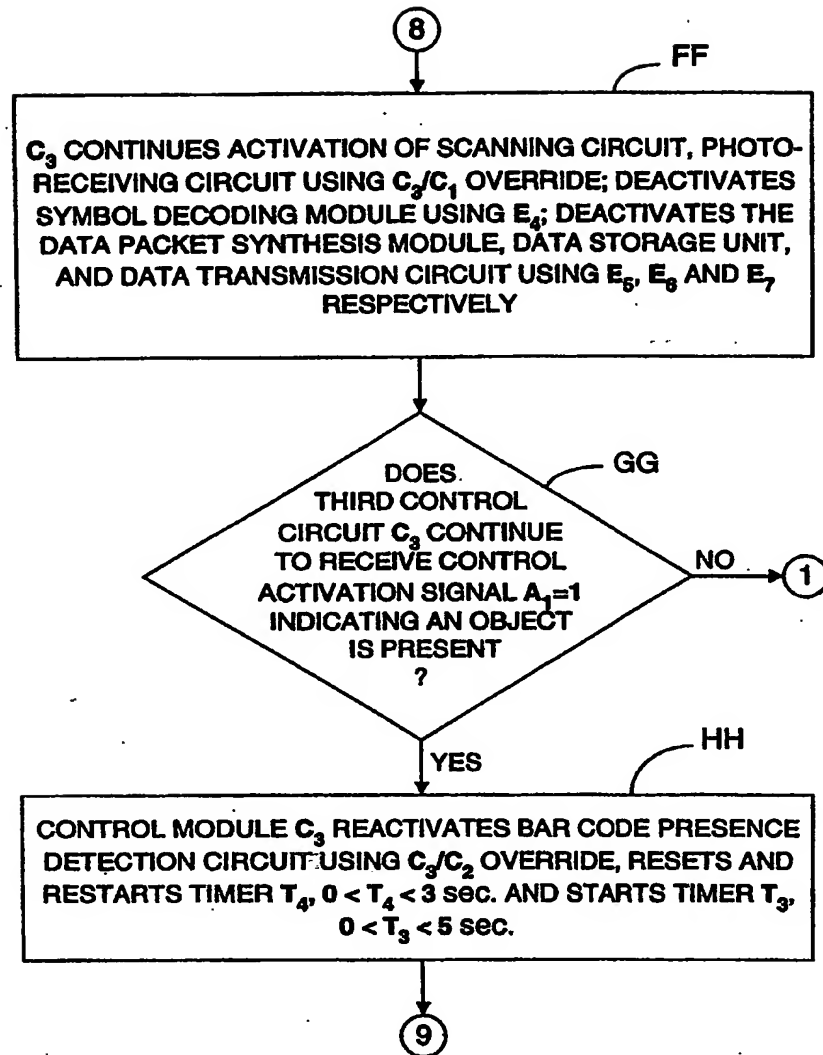 8
FF
C₃ CONTINUES ACTIVATION OF SCANNING CIRCUIT, PHOTO-
RECEIVING CIRCUIT USING C₃/C₁ OVERRIDE; DEACTIVATES
SYMBOL DECODING MODULE USING E₄; DEACTIVATES THE
DATA PACKET SYNTHESIS MODULE, DATA STORAGE UNIT,
AND DATA TRANSMISSION CIRCUIT USING E₅, E₆ AND E₇
RESPECTIVELY
GG
DOES
THIRD CONTROL
CIRCUIT C₃ CONTINUE
TO RECEIVE CONTROL
ACTIVATION SIGNAL A₁=1
INDICATING AN OBJECT
IS PRESENT
?
NO
1
YES
HH
CONTROL MODULE C₃ REACTIVATES BAR CODE PRESENCE
DETECTION CIRCUIT USING C₃/C₂ OVERRIDE, RESETS AND
RESTARTS TIMER T₄, 0 < T₄ < 3 sec. AND STARTS TIMER T₃,
0 < T₃ < 5 sec.
9